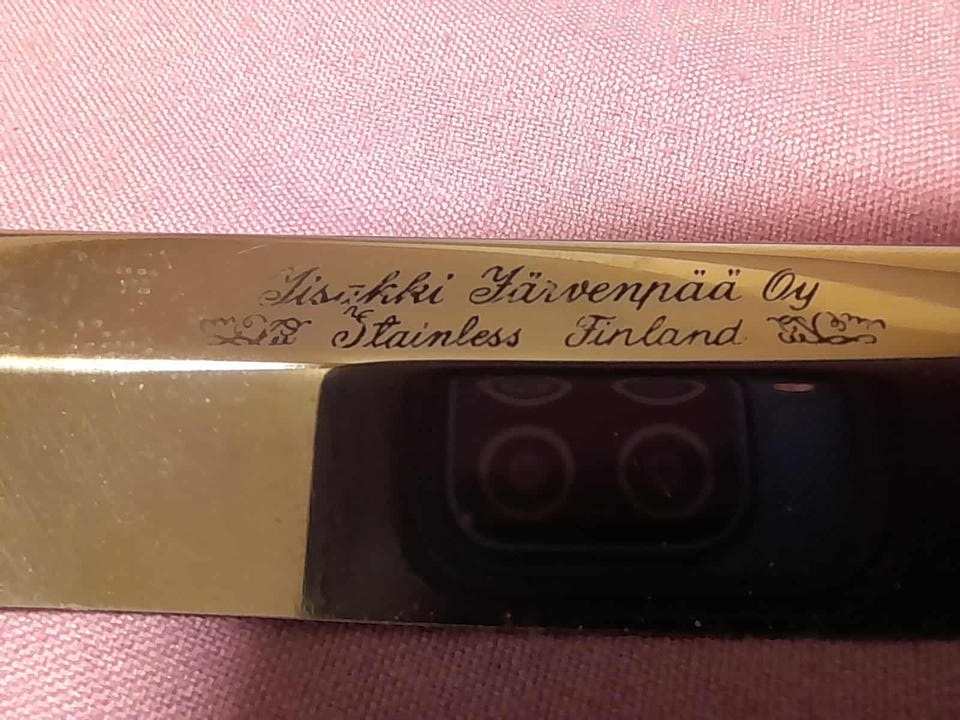 Iisakki Järvenpää Oy
Stainless Finland